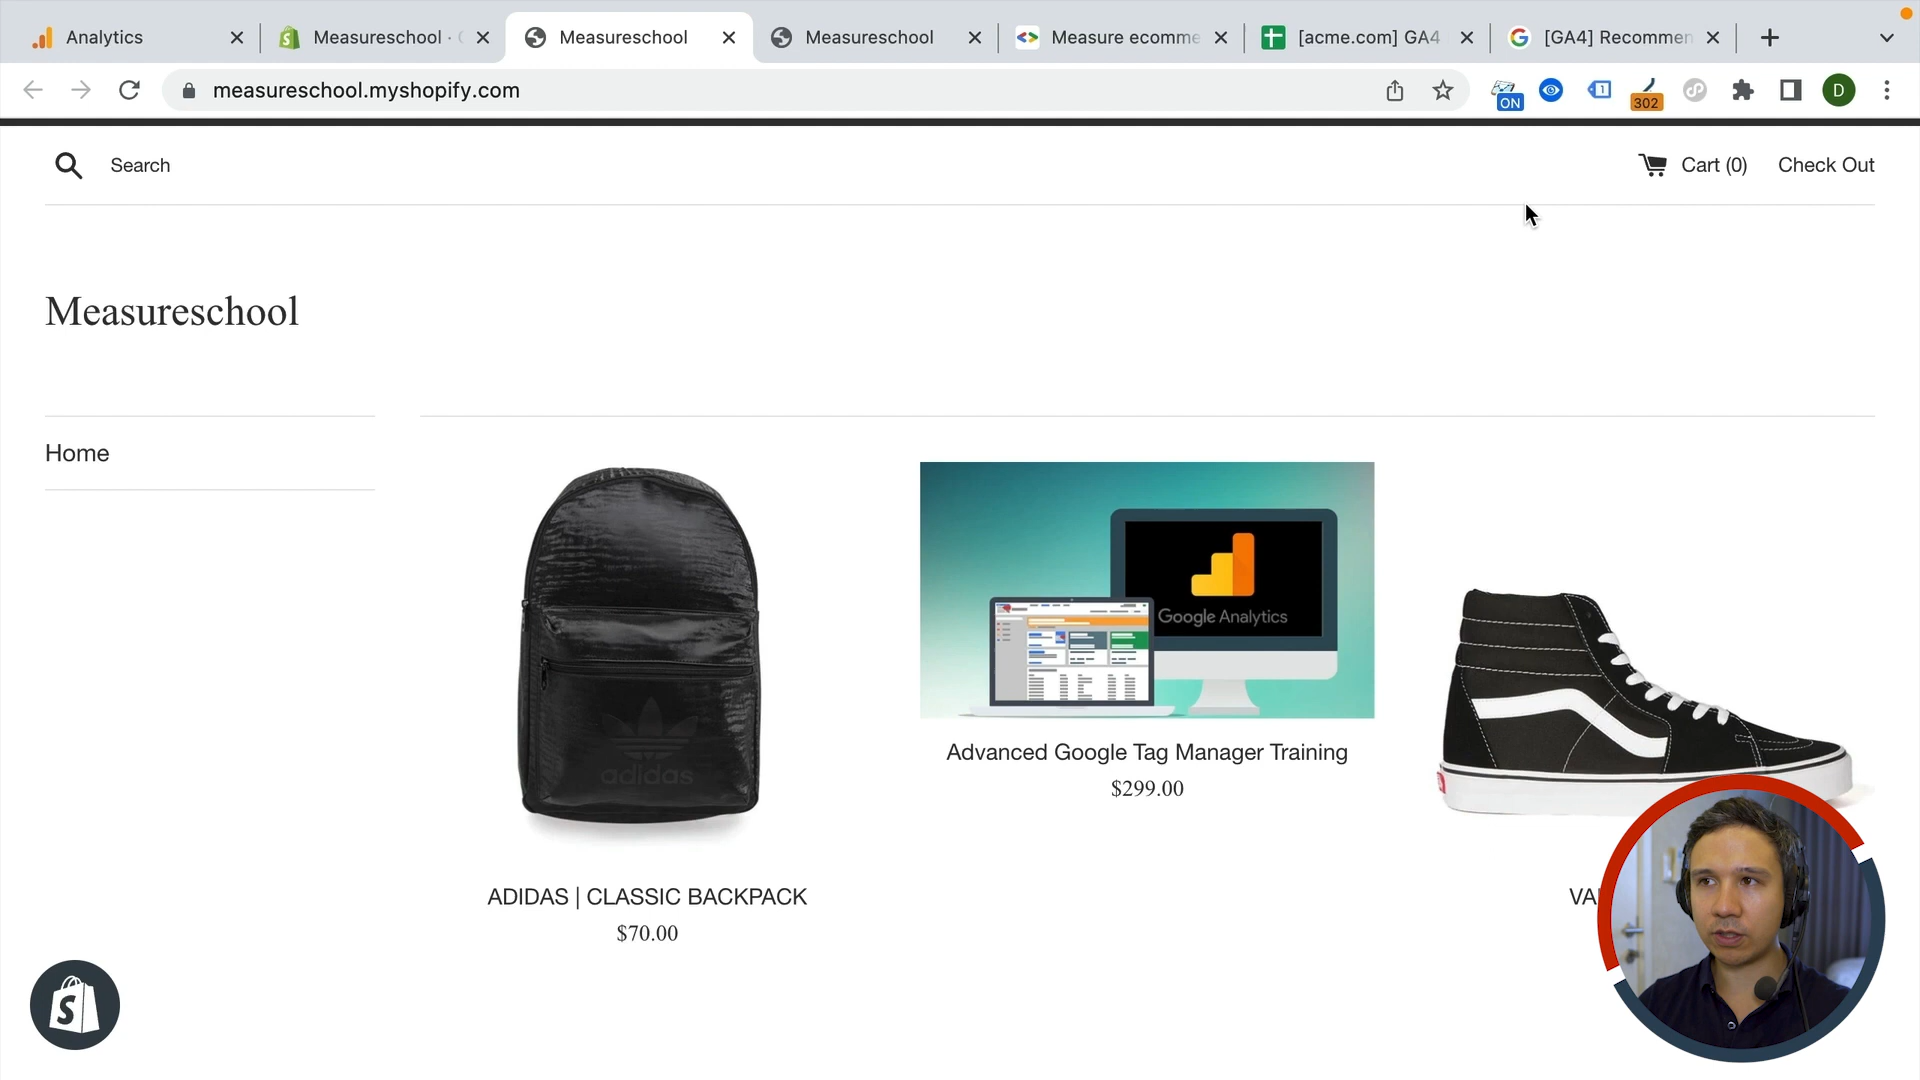 Analytics
Measureschool ·
Measureschool
Measureschool
Measure ecomme
[acme.com] GA4
[GA4] Recommen
measureschool.myshopify.com
ON
1
302
D
Search
Cart (0)
Check Out
Measureschool
Home
Google Analytics
adidas
Advanced Google Tag Manager Training
$299.00
ADIDAS | CLASSIC BACKPACK
$70.00
VA